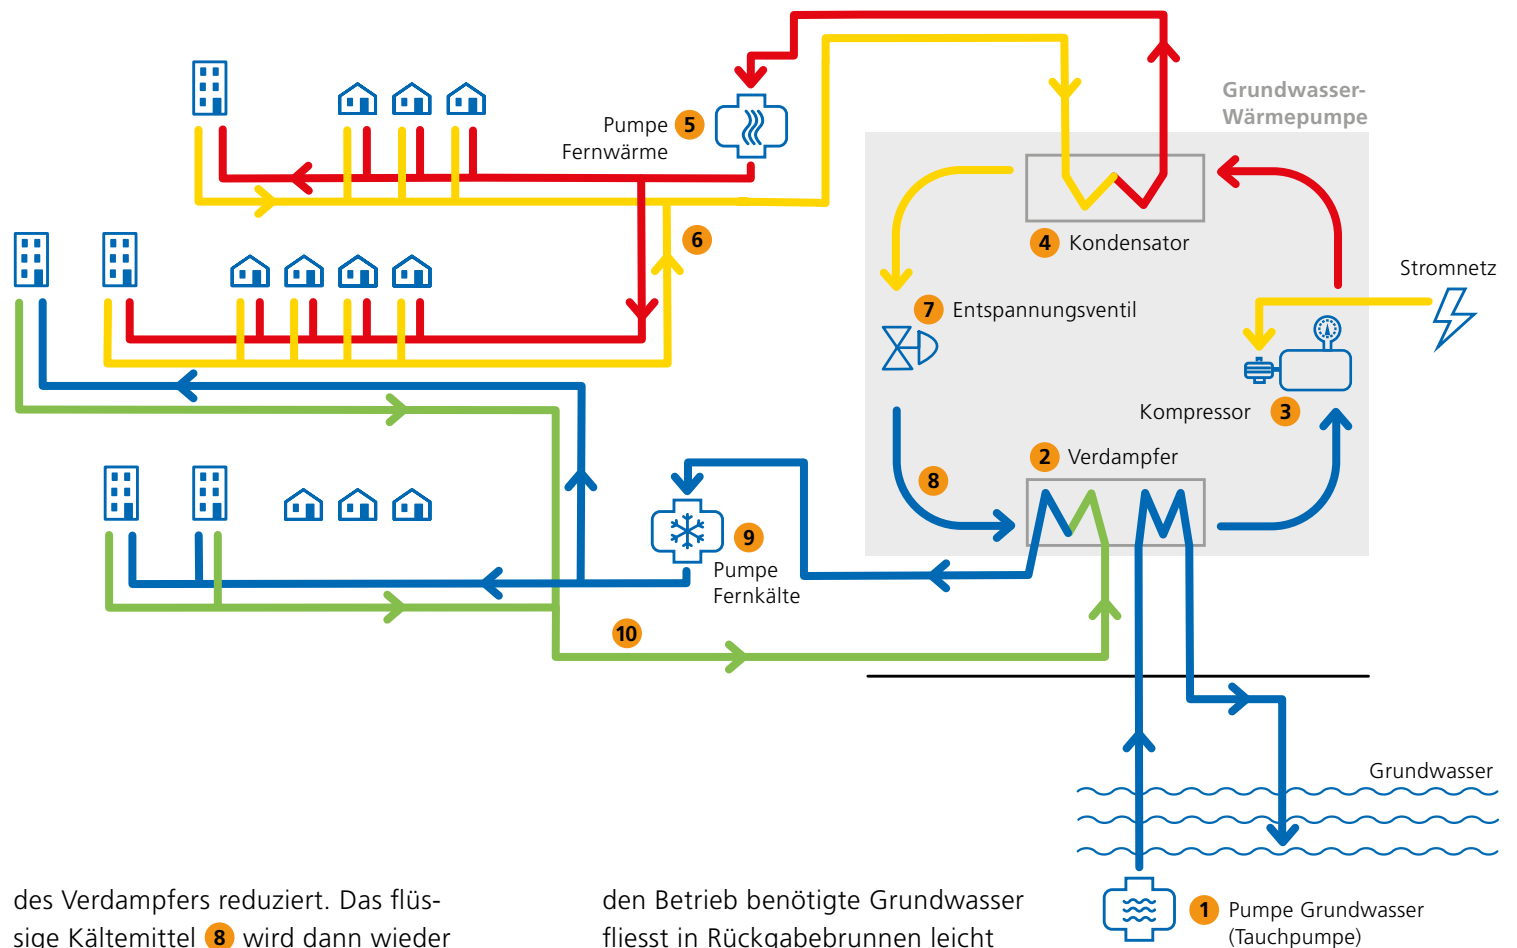 Grundwasser-
Wärmepumpe
Pumpe 5
Fernwärme
4 Kondensator
6
Stromnetz
7 Entspannungsventil
Kompressor 3
2 Verdampfer
8
9
Pumpe
Fernkälte
10
Grundwasser
1 Pumpe Grundwasser
(Tauchpumpe)
des Verdampfers reduziert. Das flüs-
sige Kältemittel 8 wird dann wieder
den Betrieb benötigte Grundwasser
fliesst in Rückgabebrunnen leicht